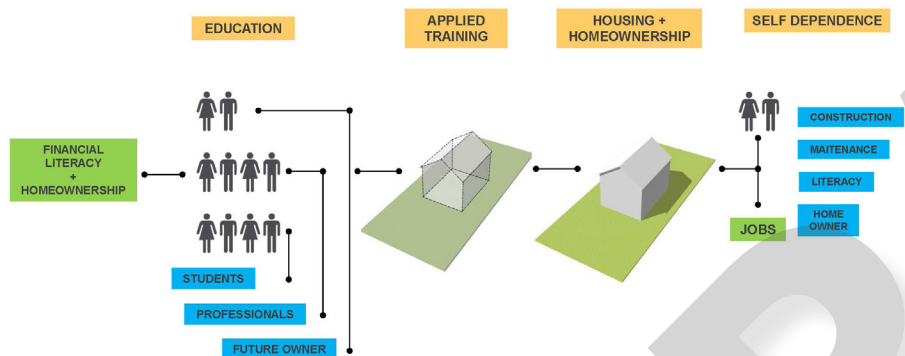 EDUCATION
APPLIED
TRAINING
HOUSING +
HOMEOWNERSHIP
SELF DEPENDENCE
FINANCIAL
LITERACY
+
HOMEOWNERSHIP
STUDENTS
PROFESSIONALS
FUTURE OWNER
CONSTRUCTION
MAITENANCE
LITERACY
HOME
OWNER
JOBS